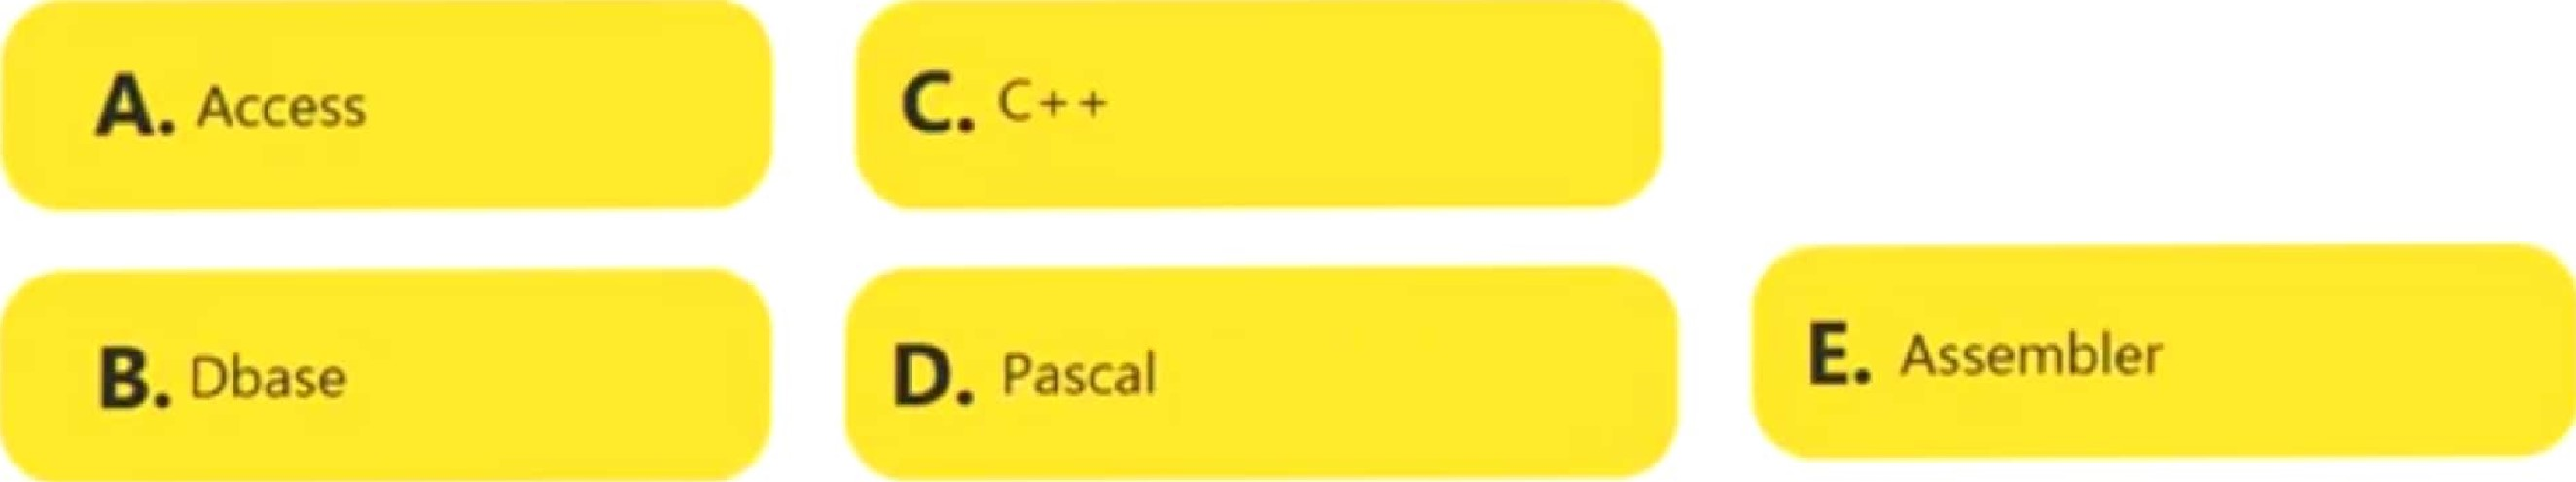 A. Access
B. Dbase
C. C++
D. Pascal
E. Assembler